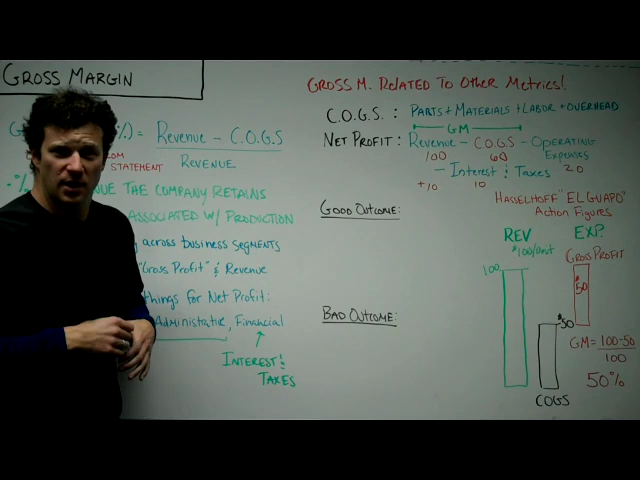 GROSS MARGIN
G %) = Revenue - C.O.G.S
REVENUE
COM STATEMENT
• % NUE THE COMPANY RETAINS
ASSOCIATED W/ PRODUCTION
across business segments
"Gross Profit" & Revenue
things for Net Profit:
Administrative, Financial
INTEREST & TAXES
GROSS M. RELATED TO OTHER METRICS!
C.O.G.S. : PARTS + MATERIALS + LABOR + OVERHEAD
GM
NET PROFIT: Revenue - C.O.G.S - OPERATING EXPENSES
100 60 20
- Interest & Taxes
+10 10
HASSELHOFF "EL GUAPO"
Action Figures
GOOD OUTCOME:
BAD OUTCOME:
REV EXP.
$100/unit GROSS PROFIT
100
$50
$50
GM = 100-50
100
50%
COGS